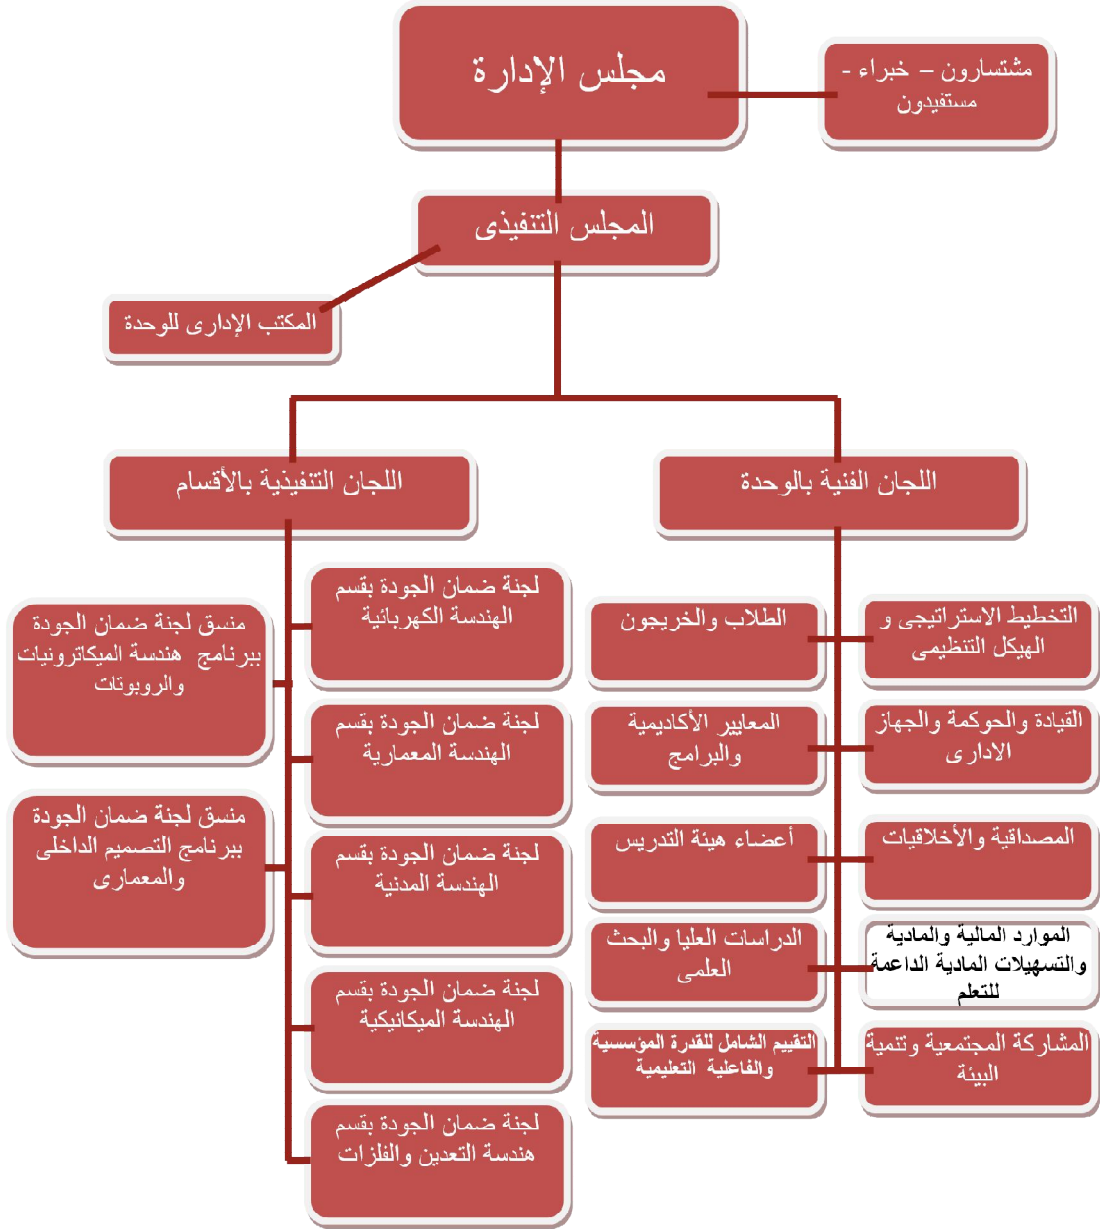 مجلس الإدارة
مشتسارون – خبراء -
مستفيدون
المجلس التنفيذى
المكتب الإدارى للوحدة
اللجان الفنية بالوحدة
اللجان التنفيذية بالأقسام
التخطيط الاستراتيجى و
الهيكل التنظيمى
الطلاب والخريجون
القيادة والحوكمة والجهاز
الادارى
المعايير الأكاديمية
والبرامج
المصداقية والأخلاقيات
أعضاء هيئة التدريس
الموارد المالية والمادية
والتسهيلات المادية الداعمة
للتعلم
الدراسات العليا والبحث
العلمى
المشاركة المجتمعية وتنمية
البيئة
التقييم الشامل للقدرة المؤسسية
والفاعلية التعليمية
لجنة ضمان الجودة بقسم
الهندسة الكهربائية
لجنة ضمان الجودة بقسم
الهندسة المعمارية
لجنة ضمان الجودة بقسم
الهندسة المدنية
لجنة ضمان الجودة بقسم
الهندسة الميكانيكية
لجنة ضمان الجودة بقسم
هندسة التعدين والفلزات
منسق لجنة ضمان الجودة
ببرنامج هندسة الميكاترونيات
والروبوتات
منسق لجنة ضمان الجودة
ببرنامج التصميم الداخلى
والمعمارى